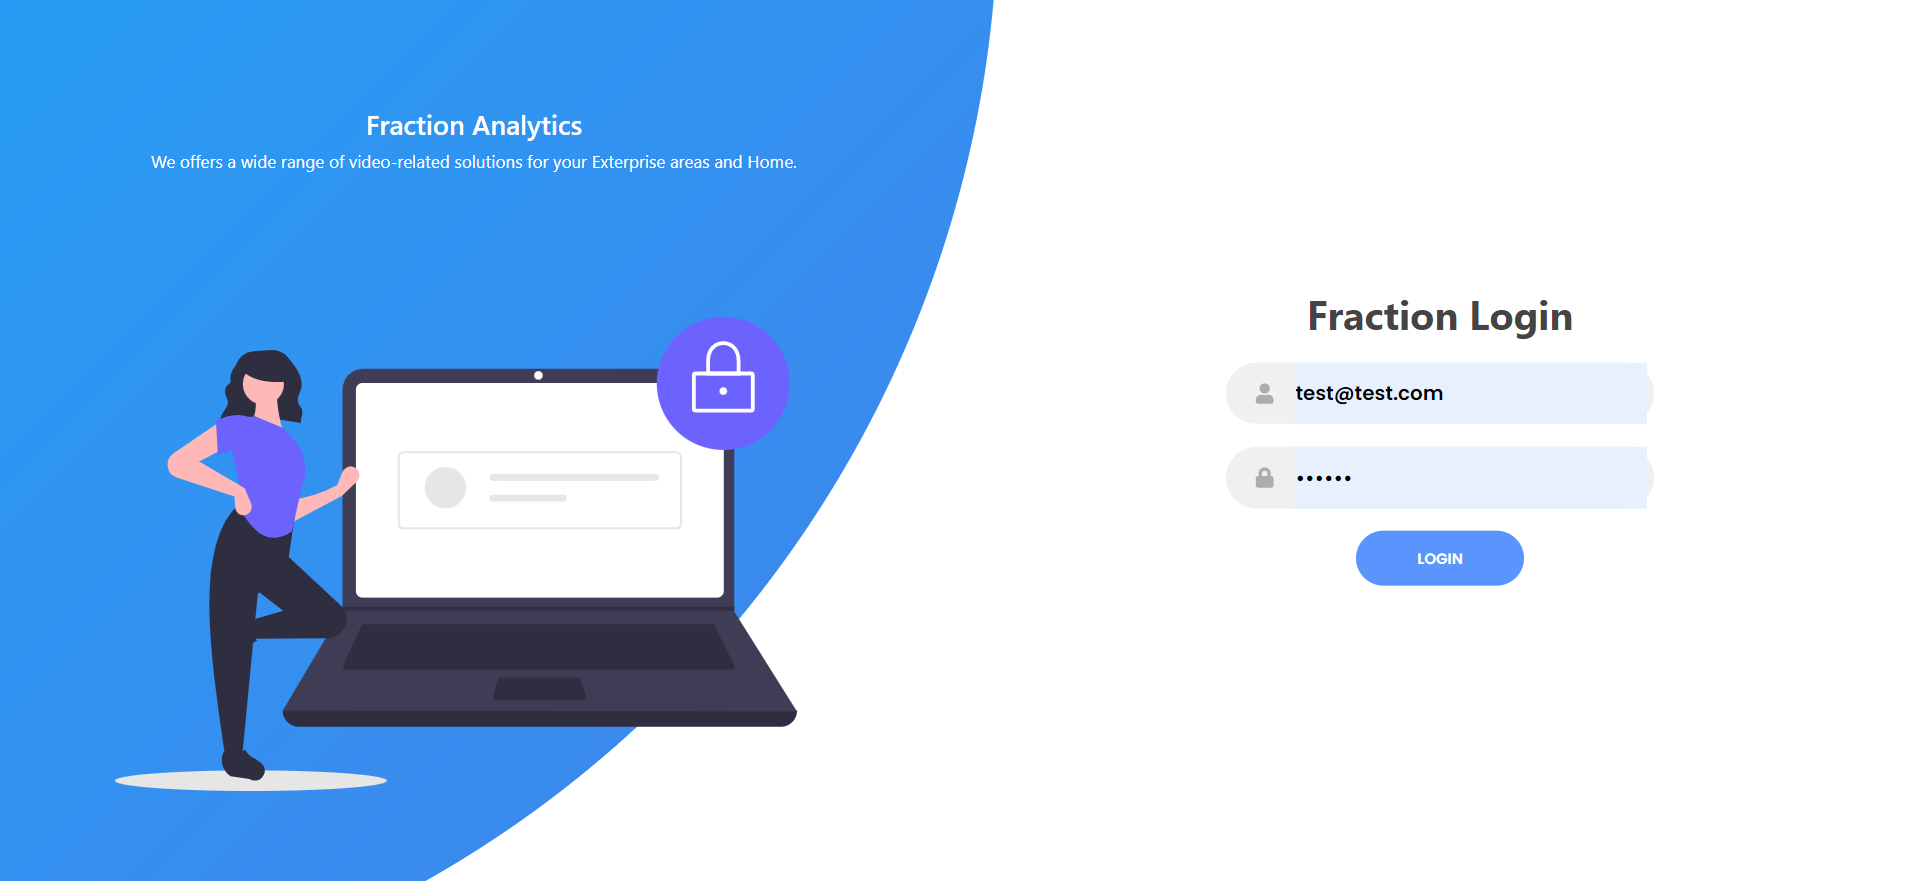 Fraction Analytics
We offers a wide range of video-related solutions for your Exterprise areas and Home.
Fraction Login
test@test.com
••••••
LOGIN